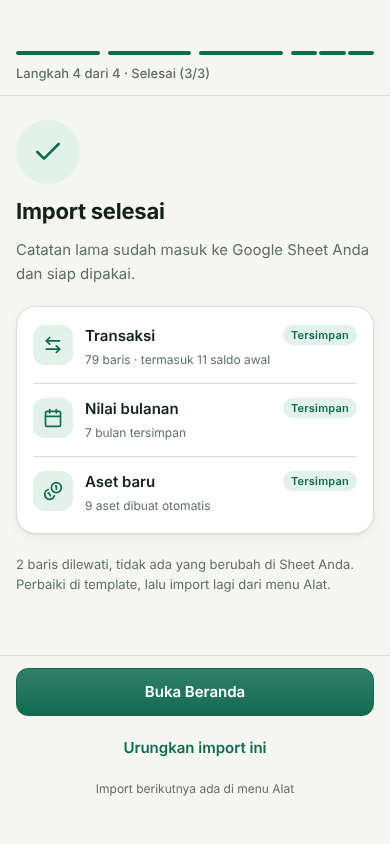 Langkah 4 dari 4 · Selesai (3/3)
Import selesai
Catatan lama sudah masuk ke Google Sheet Anda
dan siap dipakai.
Transaksi
Tersimpan
79 baris · termasuk 11 saldo awal
Nilai bulanan
Tersimpan
7 bulan tersimpan
Aset baru
Tersimpan
9 aset dibuat otomatis
2 baris dilewati, tidak ada yang berubah di Sheet Anda.
Perbaiki di template, lalu import lagi dari menu Alat.
Buka Beranda
Urungkan import ini
Import berikutnya ada di menu Alat